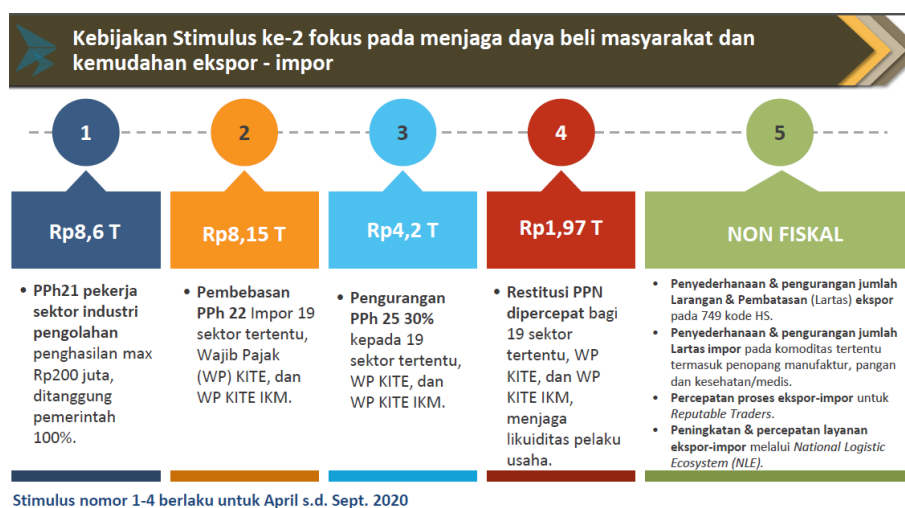 Kebijakan Stimulus ke-2 fokus pada menjaga daya beli masyarakat dan
kemudahan ekspor - impor
1
2
3
4
5
Rp8,6 T
Rp8,15 T
Rp4,2 T
Rp1,97 T
NON FISKAL
• PPh21 pekerja
sektor industri
pengolahan
penghasilan max
Rp200 juta,
ditanggung
pemerintah
100%.
• Pembebasan
PPh 22 Impor 19
sektor tertentu,
Wajib Pajak
(WP) KITE, dan
WP KITE IKM.
• Pengurangan
PPh 25 30%
kepada 19
sektor tertentu,
WP KITE, dan
WP KITE IKM.
• Restitusi PPN
dipercepat bagi
19 sektor
tertentu, WP
KITE, dan WP
KITE IKM,
menjaga
likuiditas pelaku
usaha.
• Penyederhanaan & pengurangan jumlah
Larangan & Pembatasan (Lartas) ekspor
pada 749 kode HS.
• Penyederhanaan & pengurangan jumlah
Lartas impor pada komoditas tertentu
termasuk penopang manufaktur, pangan
dan kesehatan/medis.
• Percepatan proses ekspor-impor untuk
Reputable Traders.
• Peningkatan & percepatan layanan
ekspor-impor melalui National Logistic
Ecosystem (NLE).
Stimulus nomor 1-4 berlaku untuk April s.d. Sept. 2020